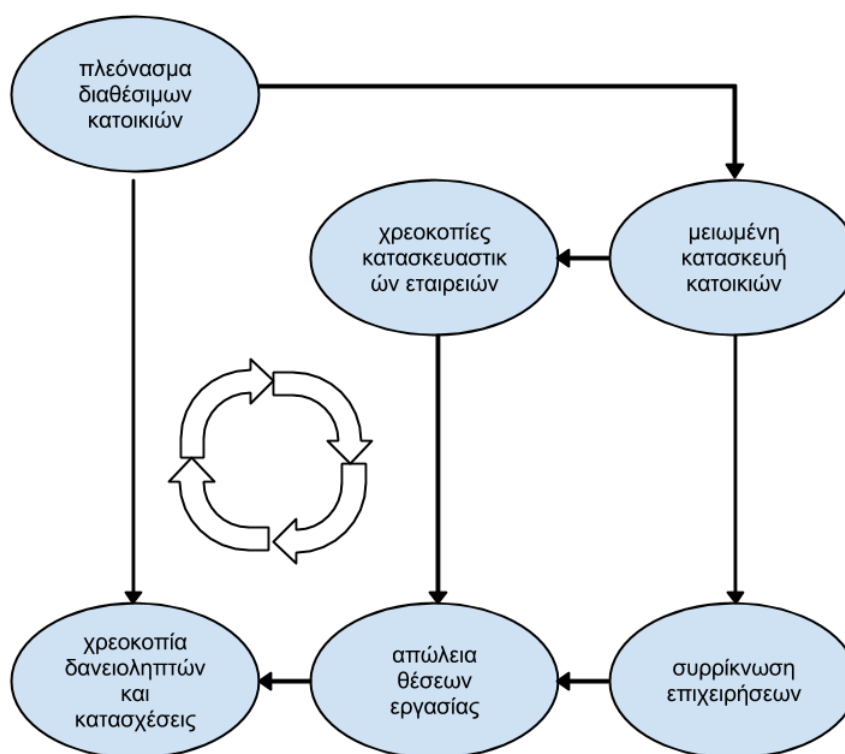 πλεόνασμα
διαθέσιμων
κατοικιών
χρεοκοπίες
κατασκευαστικ
ών εταιρειών
μειωμένη
κατασκευή
κατοικιών
χρεοκοπία
δανειοληπτών
και
κατασχέσεις
απώλεια
θέσεων
εργασίας
συρρίκνωση
επιχειρήσεων